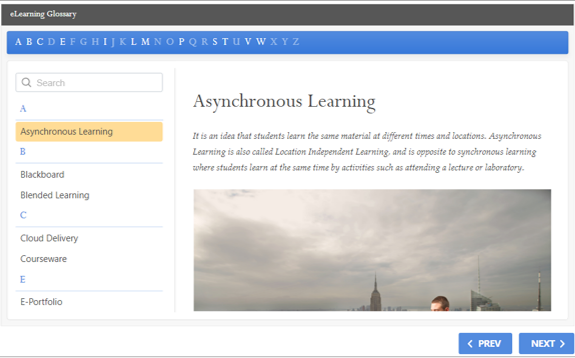 eLearning Glossary
A B C D E F G H I J K L M N O P Q R S T U V W X Y Z
Search
A
Asynchronous Learning
B
Blackboard
Blended Learning
C
Cloud Delivery
Courseware
E
E-Portfolio
Asynchronous Learning
It is an idea that students learn the same material at different times and locations. Asynchronous
Learning is also called Location Independent Learning, and is opposite to synchronous learning
where students learn at the same time by activities such as attending a lecture or laboratory.
PREV
NEXT